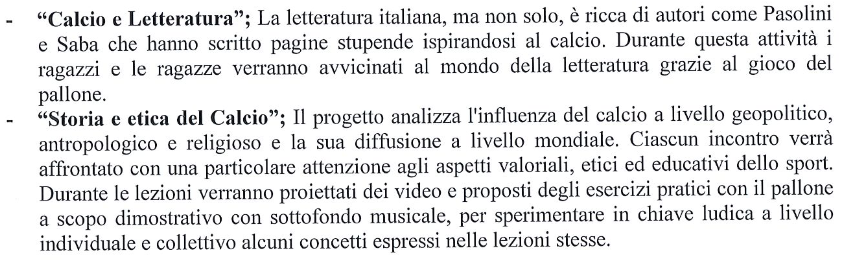 - “Calcio e Letteratura”; La letteratura italiana, ma non solo, è ricca di autori come Pasolini
e Saba che hanno scritto pagine stupende ispirandosi al calcio. Durante questa attività i
ragazzi e le ragazze verranno avvicinati al mondo della letteratura grazie al gioco del
pallone.
- “Storia e etica del Calcio”; Il progetto analizza l'influenza del calcio a livello geopolitico,
antropologico e religioso e la sua diffusione a livello mondiale. Ciascun incontro verrà
affrontato con una particolare attenzione agli aspetti valoriali, etici ed educativi dello sport.
Durante le lezioni verranno proiettati dei video e proposti degli esercizi pratici con il pallone
a scopo dimostrativo con sottofondo musicale, per sperimentare in chiave ludica a livello
individuale e collettivo alcuni concetti espressi nelle lezioni stesse.